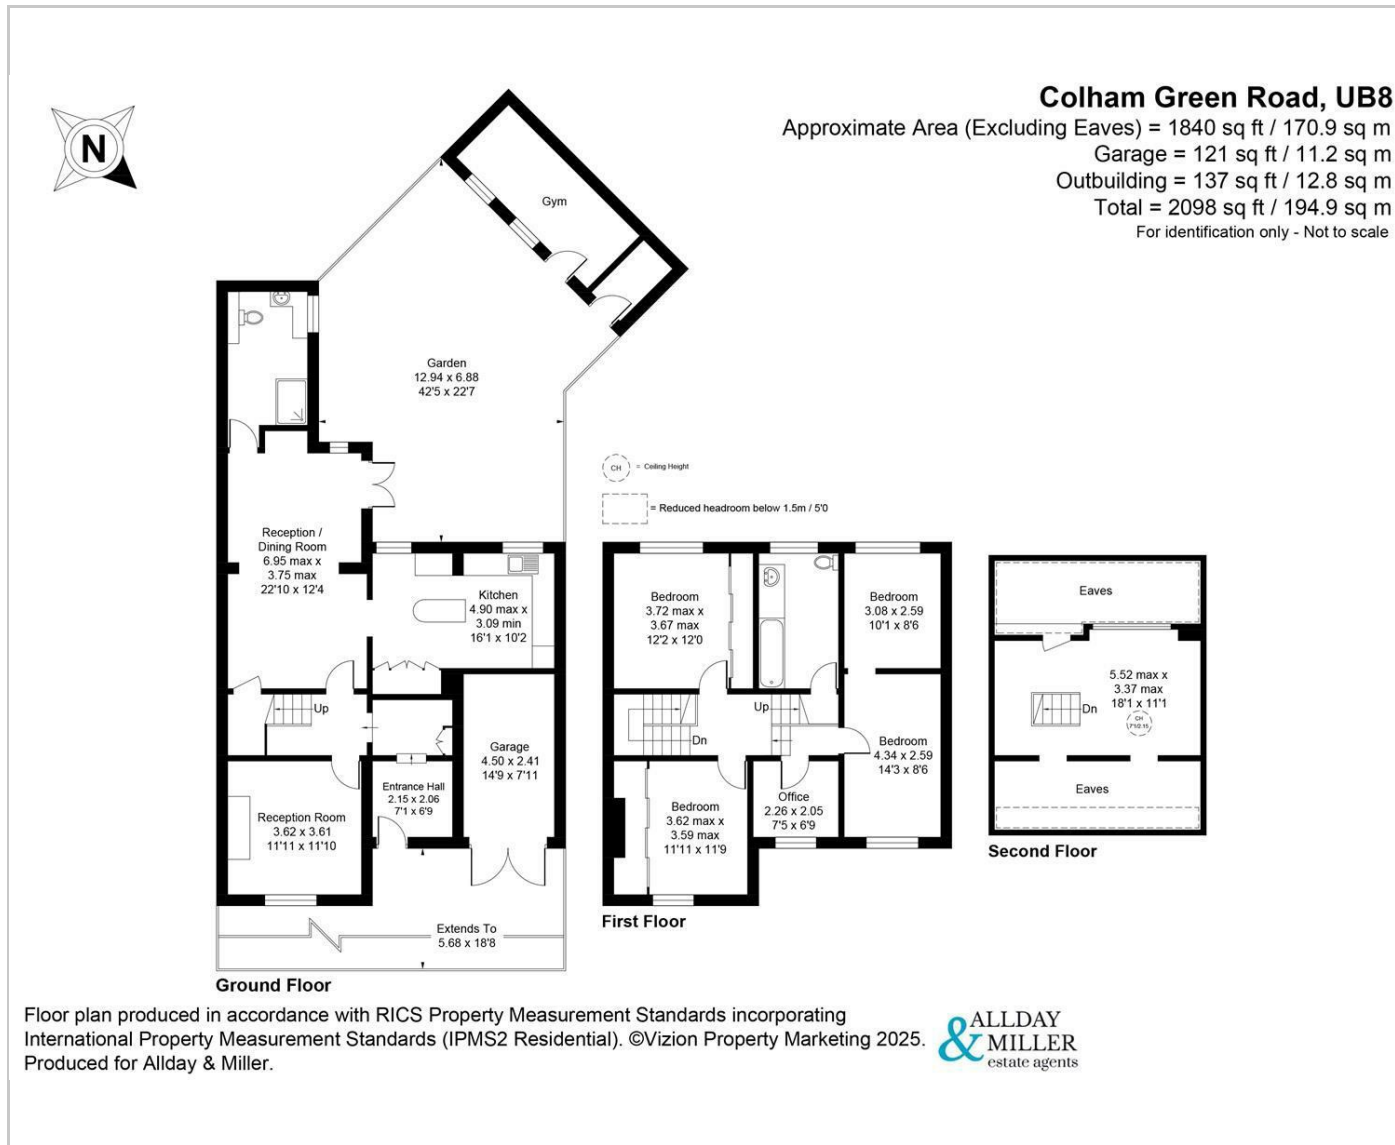 N
Colham Green Road, UB8
Approximate Area (Excluding Eaves) = 1840 sq ft / 170.9 sq m
Garage = 121 sq ft / 11.2 sq m
Outbuilding = 137 sq ft / 12.8 sq m
Total = 2098 sq ft / 194.9 sq m
For identification only - Not to scale
Gym
Garden
12.94 x 6.88
42'5 x 22'7
Reception /
Dining Room
6.95 max x
3.75 max
22'10 x 12'4
Kitchen
4.90 max x
3.09 min
16'1 x 10'2
Up
Garage
4.50 x 2.41
14'9 x 7'11
Entrance Hall
2.15 x 2.06
7'1 x 6'9
Reception Room
3.62 x 3.61
11'11 x 11'10
Extends To
5.68 x 18'8
Ground Floor
CH
= Ceiling Height
= Reduced headroom below 1.5m / 5'0
Bedroom
3.72 max x
3.67 max
12'2 x 12'0
Bedroom
3.08 x 2.59
10'1 x 8'6
Up
Dn
Bedroom
4.34 x 2.59
14'3 x 8'6
Office
2.26 x 2.05
7'5 x 6'9
Bedroom
3.62 max x
3.59 max
11'11 x 11'9
First Floor
Eaves
5.52 max x
3.37 max
18'1 x 11'1
Dn
CH
Eaves
Second Floor
Floor plan produced in accordance with RICS Property Measurement Standards incorporating
International Property Measurement Standards (IPMS2 Residential). ©Vizion Property Marketing 2025.
Produced for Allday & Miller.
ALLDAY
& MILLER
estate agents